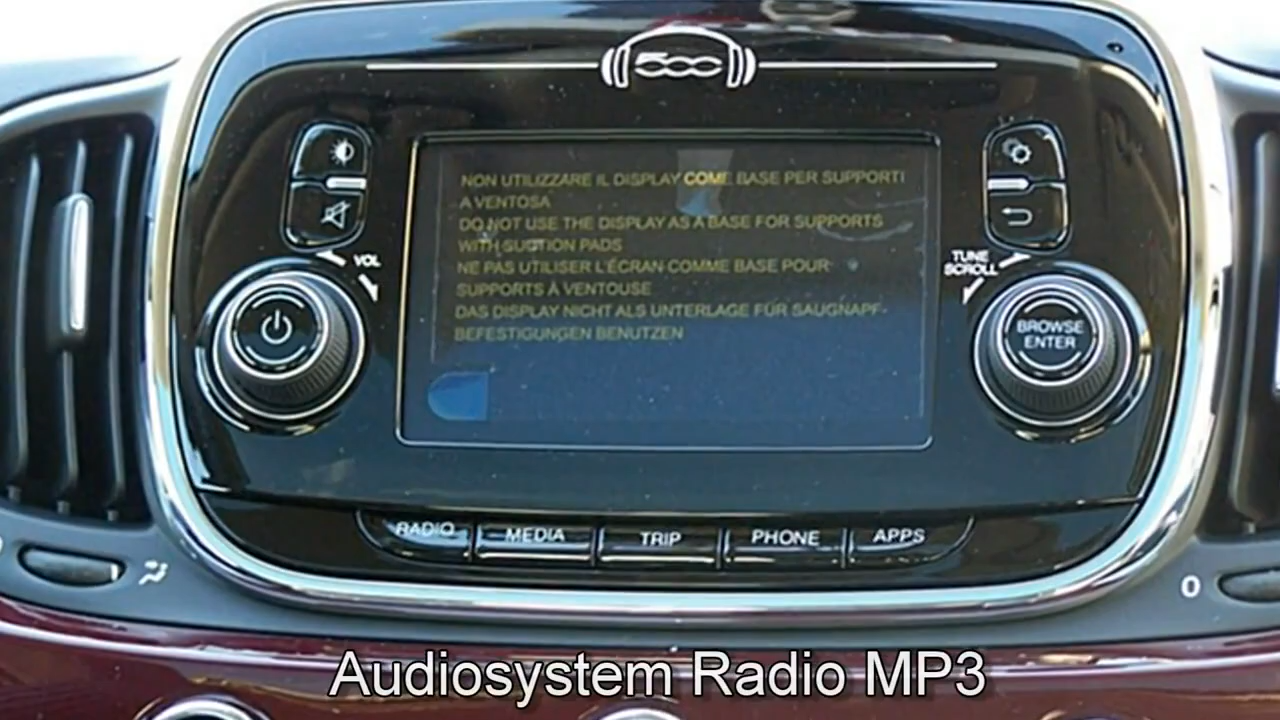 500
NON UTILIZZARE IL DISPLAY COME BASE PER SUPPORTI
A VENTOSA
DO NOT USE THE DISPLAY AS A BASE FOR SUPPORTS
WITH SUCTION PADS
NE PAS UTILISER L'ÉCRAN COMME BASE POUR
SUPPORTS À VENTOUSE
DAS DISPLAY NICHT ALS UNTERLAGE FÜR SAUGNAPF-
BEFESTIGUNGEN BENUTZEN
VOL
TUNE
SCROLL
BROWSE
ENTER
RADIO MEDIA TRIP PHONE APPS
0
Audiosystem Radio MP3